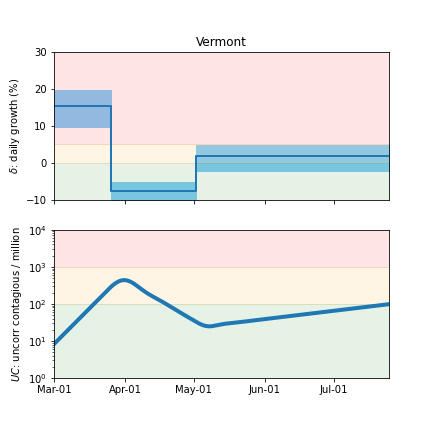 Vermont
δ: daily growth (%)
30
20
10
0
−10
UC: uncorr contagious / million
10⁴
10³
10²
10¹
10⁰
Mar-01 Apr-01 May-01 Jun-01 Jul-01